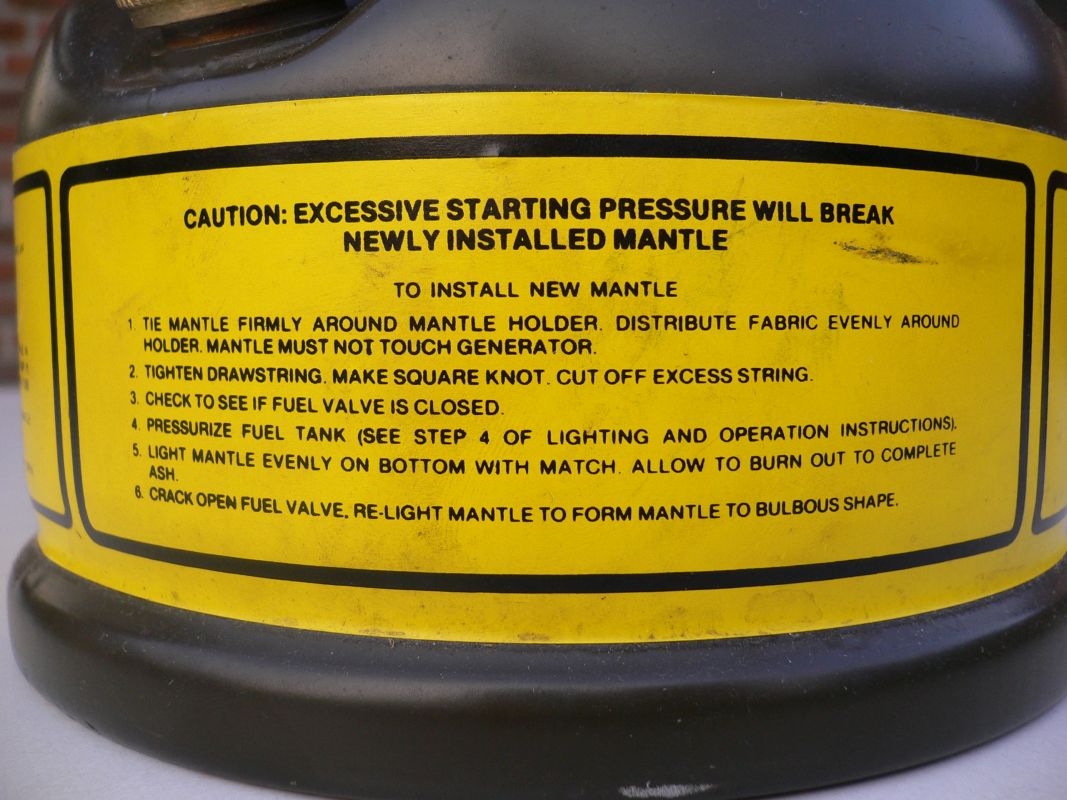 CAUTION: EXCESSIVE STARTING PRESSURE WILL BREAK
NEWLY INSTALLED MANTLE
TO INSTALL NEW MANTLE
1. TIE MANTLE FIRMLY AROUND MANTLE HOLDER. DISTRIBUTE FABRIC EVENLY AROUND
HOLDER. MANTLE MUST NOT TOUCH GENERATOR.
2. TIGHTEN DRAWSTRING. MAKE SQUARE KNOT. CUT OFF EXCESS STRING.
3. CHECK TO SEE IF FUEL VALVE IS CLOSED.
4. PRESSURIZE FUEL TANK (SEE STEP 4 OF LIGHTING AND OPERATION INSTRUCTIONS).
5. LIGHT MANTLE EVENLY ON BOTTOM WITH MATCH. ALLOW TO BURN OUT TO COMPLETE
ASH.
6. CRACK OPEN FUEL VALVE. RE-LIGHT MANTLE TO FORM MANTLE TO BULBOUS SHAPE.